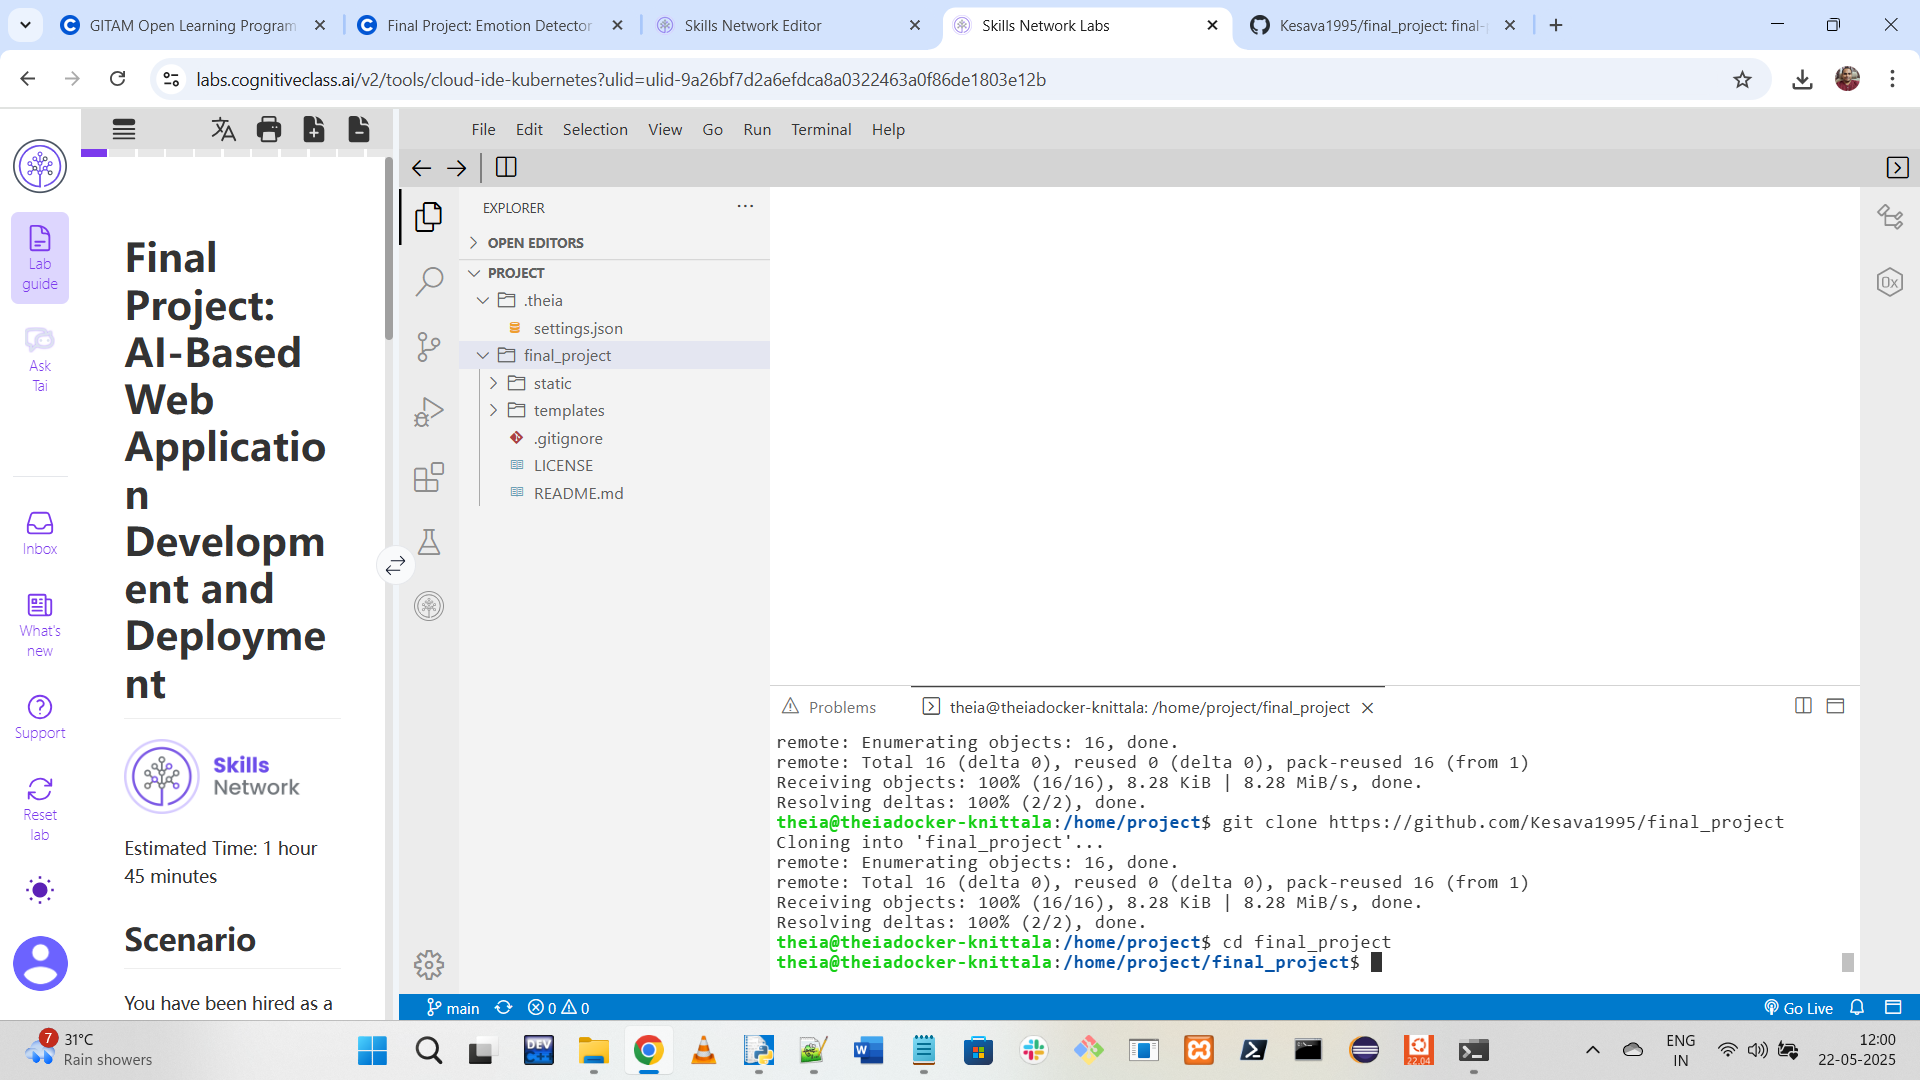 GITAM Open Learning Program
Final Project: Emotion Detector
Skills Network Editor
Skills Network Labs
Kesava1995/final_project: final-
labs.cognitiveclass.ai/v2/tools/cloud-ide-kubernetes?ulid=ulid-9a26bf7d2a6efdca8a0322463a0f86de1803e12b
File Edit Selection View Go Run Terminal Help
Lab
guide
Ask
Tai
Inbox
What's
new
Support
Reset
lab
Final
Project:
AI-Based
Web
Applicatio
n
Developm
ent and
Deployme
nt
Skills
Network
Estimated Time: 1 hour
45 minutes
Scenario
You have been hired as a
EXPLORER
OPEN EDITORS
PROJECT
.theia
settings.json
final_project
static
templates
.gitignore
LICENSE
README.md
0x
Problems
theia@theiadocker-knittala: /home/project/final_project
remote: Enumerating objects: 16, done.
remote: Total 16 (delta 0), reused 0 (delta 0), pack-reused 16 (from 1)
Receiving objects: 100% (16/16), 8.28 KiB | 8.28 MiB/s, done.
Resolving deltas: 100% (2/2), done.
theia@theiadocker-knittala:/home/project$ git clone https://github.com/Kesava1995/final_project
Cloning into 'final_project'...
remote: Enumerating objects: 16, done.
remote: Total 16 (delta 0), reused 0 (delta 0), pack-reused 16 (from 1)
Receiving objects: 100% (16/16), 8.28 KiB | 8.28 MiB/s, done.
Resolving deltas: 100% (2/2), done.
theia@theiadocker-knittala:/home/project$ cd final_project
theia@theiadocker-knittala:/home/project/final_project$
main 0 0
Go Live
7
31°C
Rain showers
DEV
C++
22.04
ENG
IN
12:00
22-05-2025